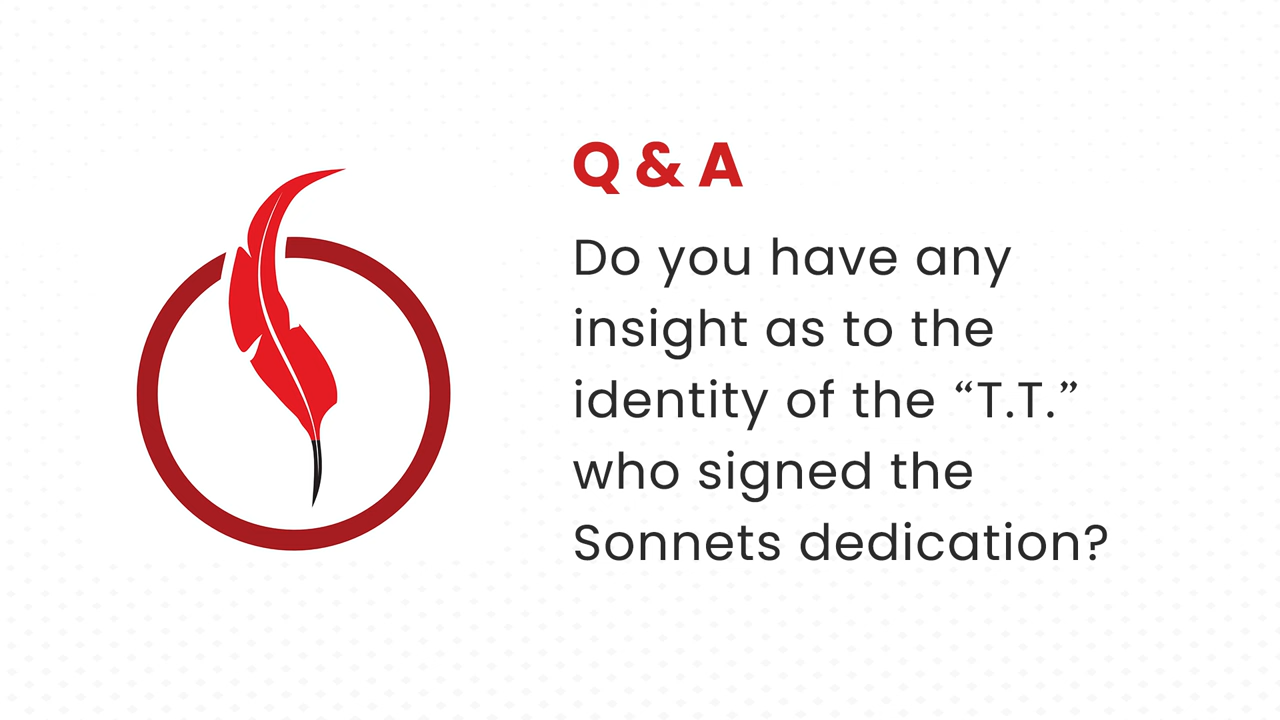 Q & A
Do you have any
insight as to the
identity of the “T.T.”
who signed the
Sonnets dedication?